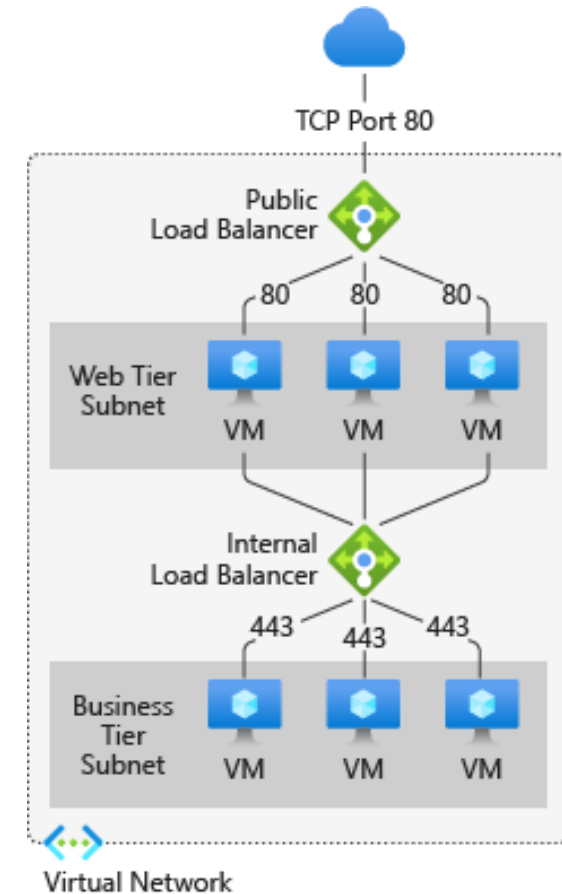 TCP Port 80
Public
Load Balancer
80 80 80
Web Tier
Subnet
VM VM VM
Internal
Load Balancer
443 443 443
Business
Tier
Subnet
VM VM VM
Virtual Network